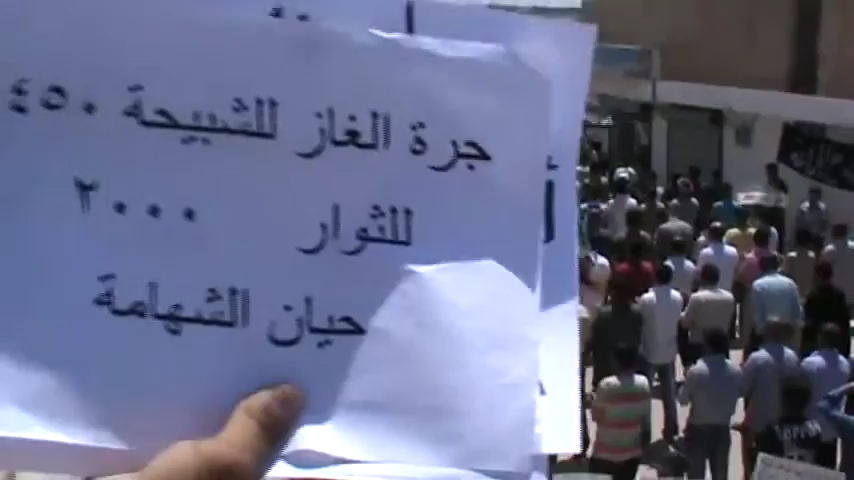 جرة الغاز للشبيحة ٤٥٠
للثوار ٢٠٠٠
حيان الشهامة